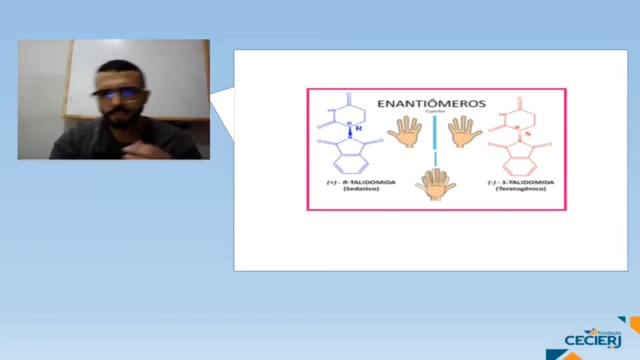 ENANTIÔMEROS
Espelho
R
S
(+) - R-TALIDOMIDA
(Sedativo)
(-) - S-TALIDOMIDA
(Teratogênico)
Fundação
CECIERJ